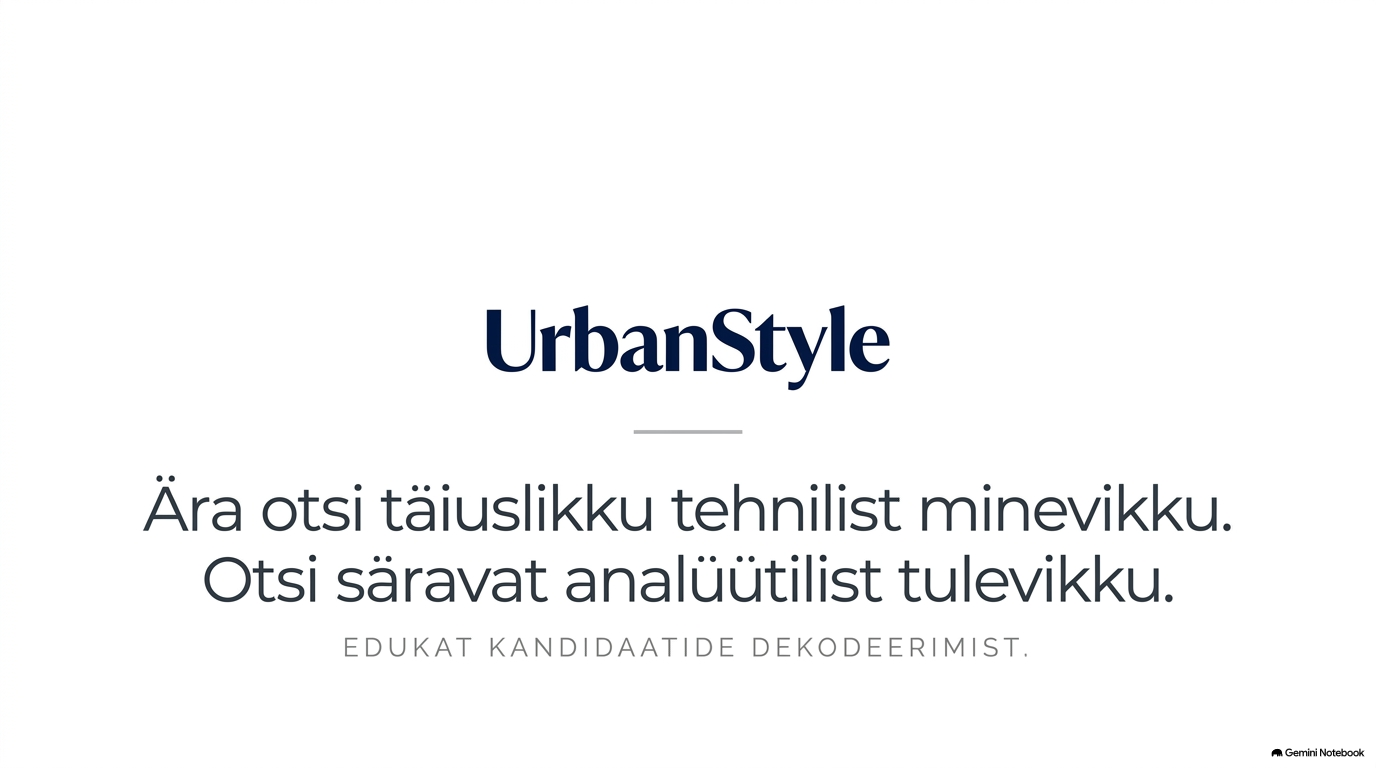 UrbanStyle
Ära otsi täiuslikku tehnilist minevikku.
Otsi säravat analüütilist tulevikku.
EDUKAT KANDIDAATIDE DEKODEERIMIST.
Gemini Notebook